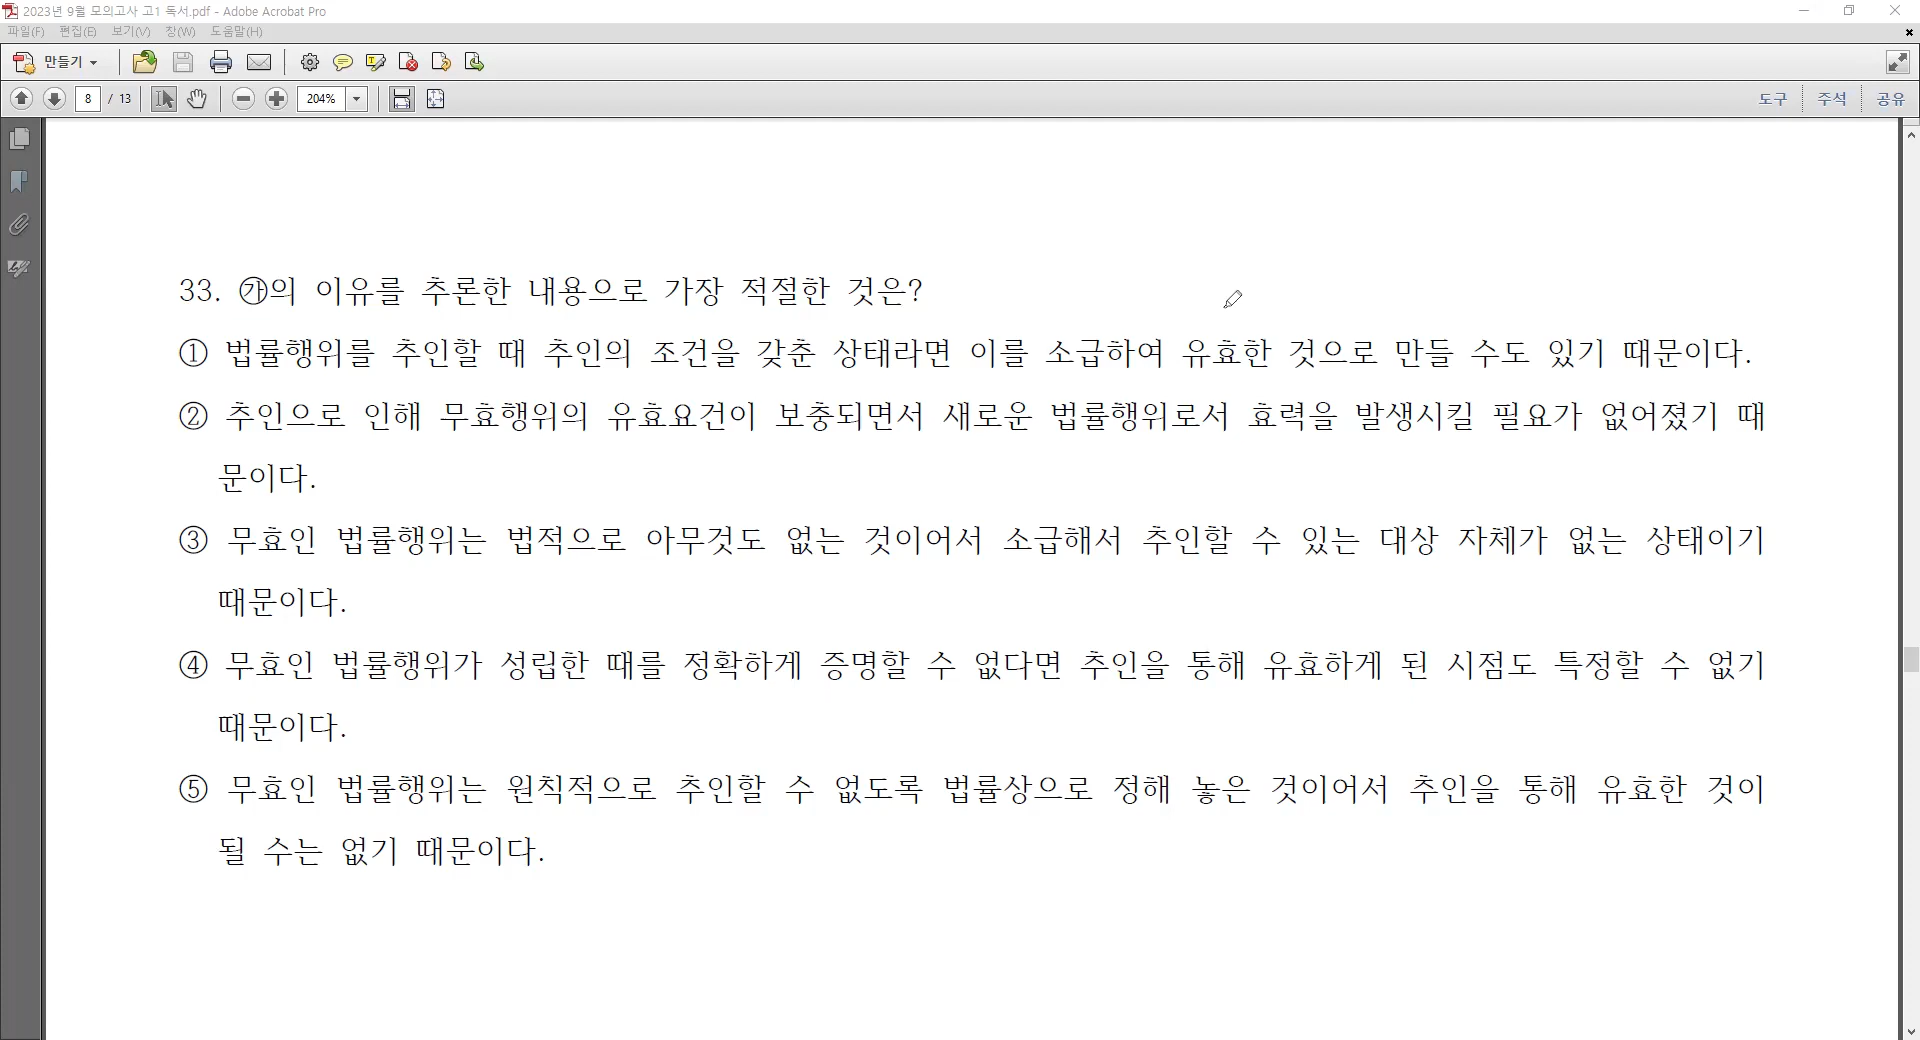 2023년 9월 모의고사 고1 독서.pdf - Adobe Acrobat Pro
파일(F) 편집(E) 보기(V) 창(W) 도움말(H)
만들기
8 / 13 204% 도구 주석 공유
33. ㉮의 이유를 추론한 내용으로 가장 적절한 것은?
① 법률행위를 추인할 때 추인의 조건을 갖춘 상태라면 이를 소급하여 유효한 것으로 만들 수도 있기 때문이다.
② 추인으로 인해 무효행위의 유효요건이 보충되면서 새로운 법률행위로서 효력을 발생시킬 필요가 없어졌기 때
문이다.
③ 무효인 법률행위는 법적으로 아무것도 없는 것이어서 소급해서 추인할 수 있는 대상 자체가 없는 상태이기
때문이다.
④ 무효인 법률행위가 성립한 때를 정확하게 증명할 수 없다면 추인을 통해 유효하게 된 시점도 특정할 수 없기
때문이다.
⑤ 무효인 법률행위는 원칙적으로 추인할 수 없도록 법률상으로 정해 놓은 것이어서 추인을 통해 유효한 것이
될 수는 없기 때문이다.